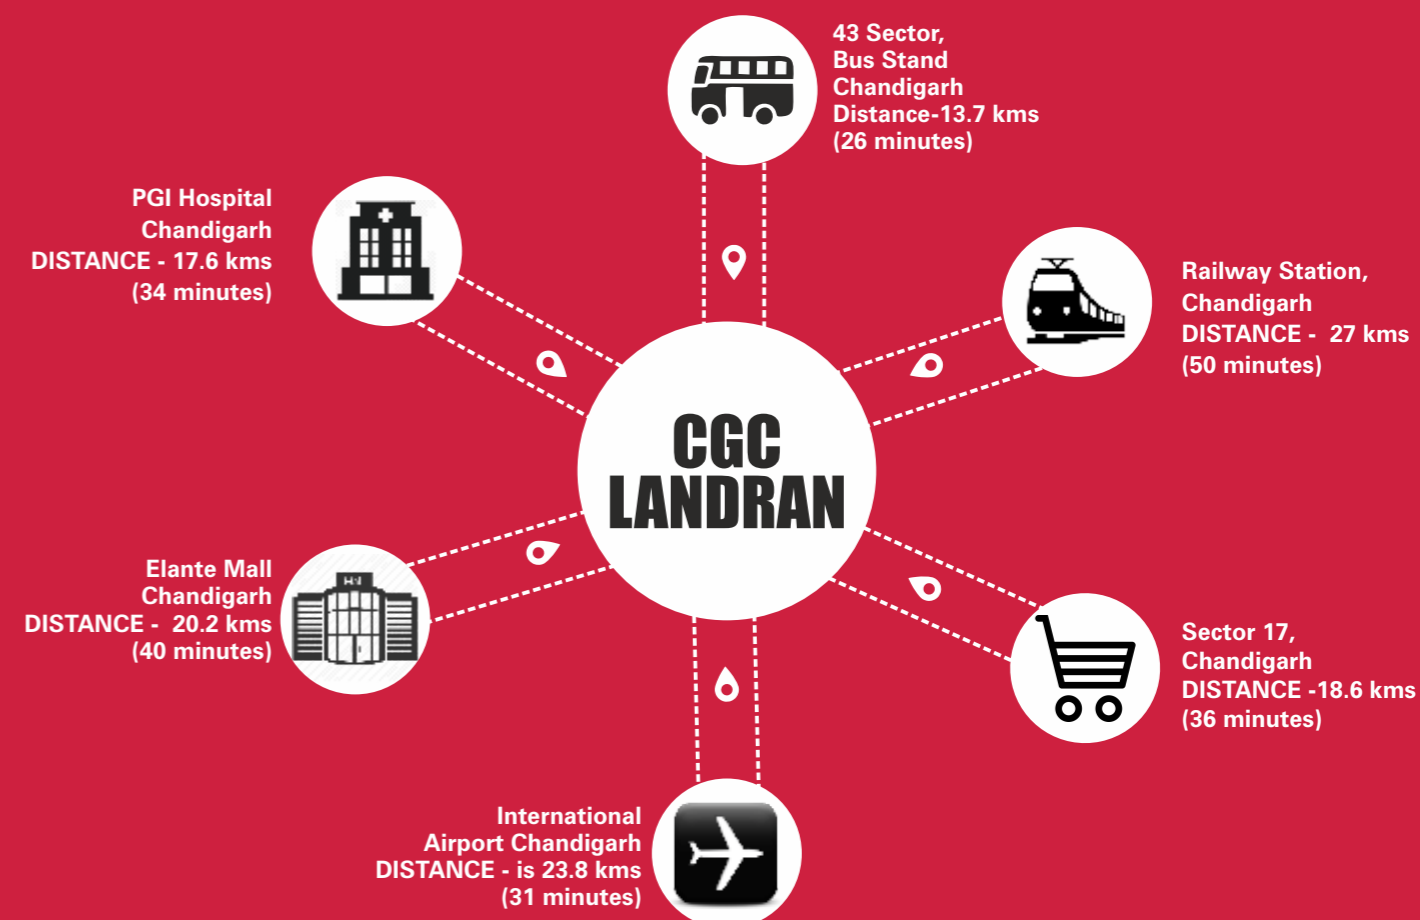 43 Sector,
Bus Stand
Chandigarh
Distance-13.7 kms
(26 minutes)
PGI Hospital
Chandigarh
DISTANCE - 17.6 kms
(34 minutes)
Railway Station,
Chandigarh
DISTANCE - 27 kms
(50 minutes)
CGC
LANDRAN
Elante Mall
Chandigarh
DISTANCE - 20.2 kms
(40 minutes)
Sector 17,
Chandigarh
DISTANCE -18.6 kms
(36 minutes)
International
Airport Chandigarh
DISTANCE - is 23.8 kms
(31 minutes)